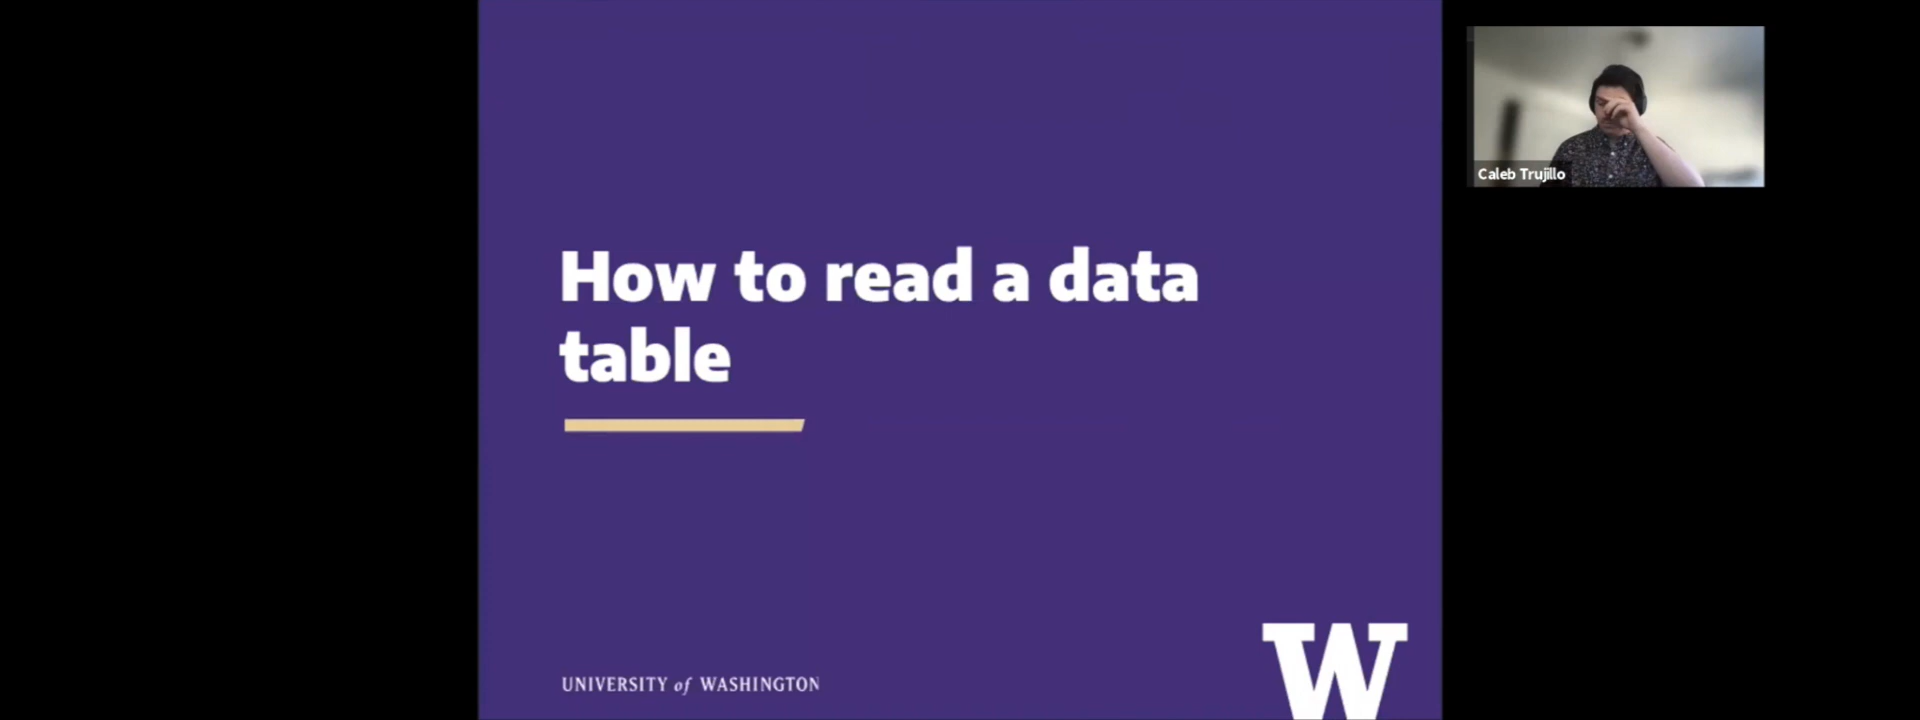 How to read a data
table
UNIVERSITY of WASHINGTON
W
Caleb Trujillo